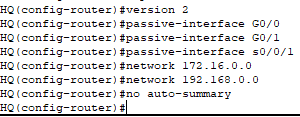 HQ(config-router)#version 2
HQ(config-router)#passive-interface G0/0
HQ(config-router)#passive-interface G0/1
HQ(config-router)#passive-interface s0/0/1
HQ(config-router)#network 172.16.0.0
HQ(config-router)#network 192.168.0.0
HQ(config-router)#no auto-summary
HQ(config-router)#